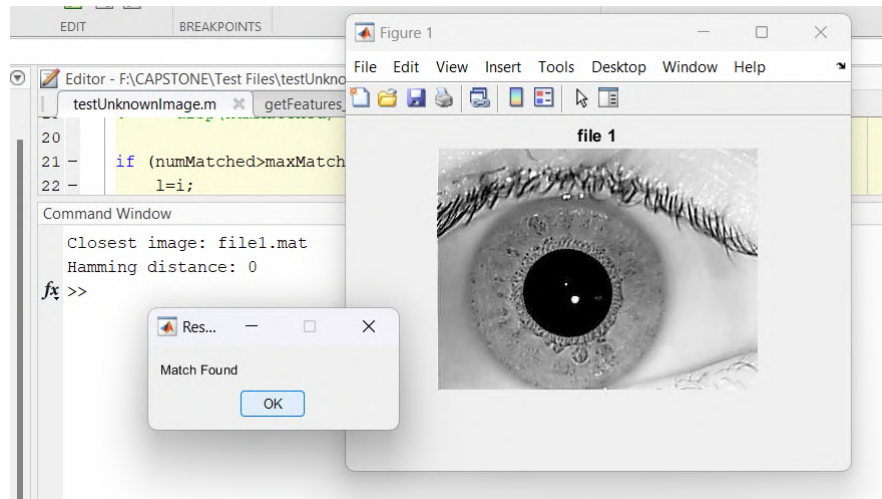 EDIT
BREAKPOINTS
Figure 1
File Edit View Insert Tools Desktop Window Help
Editor - F:\CAPSTONE\Test Files\testUnkno
testUnknownImage.m
getFeatures_
20
21 - if (numMatched>maxMatch
22 - l=i;
Command Window
Closest image: file1.mat
Hamming distance: 0
fx >>
file 1
Res...
Match Found
OK